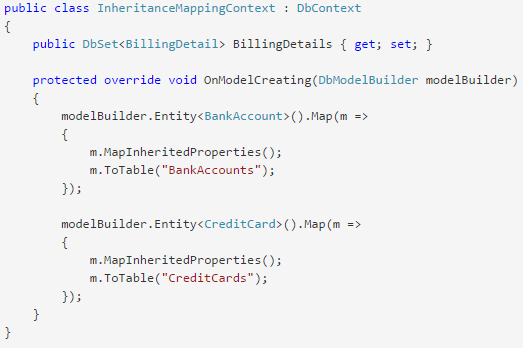 public class InheritanceMappingContext : DbContext
{
    public DbSet<BillingDetail> BillingDetails { get; set; }

    protected override void OnModelCreating(DbModelBuilder modelBuilder)
    {
        modelBuilder.Entity<BankAccount>().Map(m =>
        {
            m.MapInheritedProperties();
            m.ToTable("BankAccounts");
        });

        modelBuilder.Entity<CreditCard>().Map(m =>
        {
            m.MapInheritedProperties();
            m.ToTable("CreditCards");
        });
    }
}